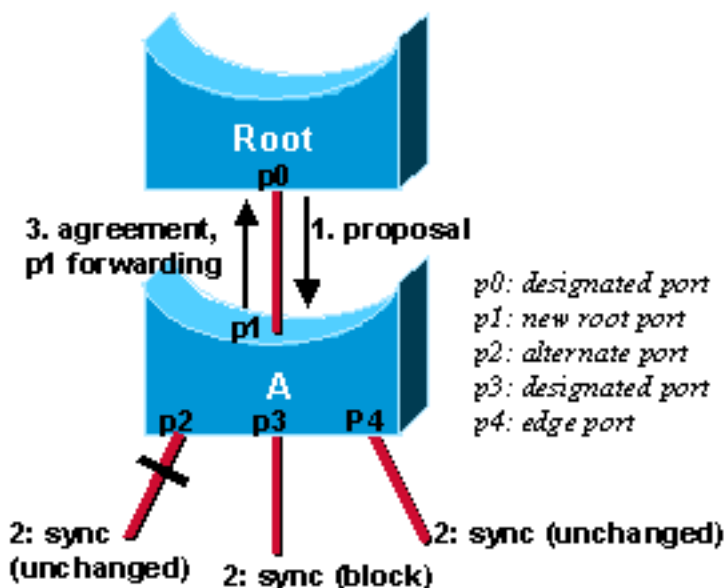 Root
p0
3. agreement,
p1 forwarding
1. proposal
p1
A
p2
p3
P4
p0: designated port
p1: new root port
p2: alternate port
p3: designated port
p4: edge port
2: sync
(unchanged)
2: sync (block)
2: sync (unchanged)